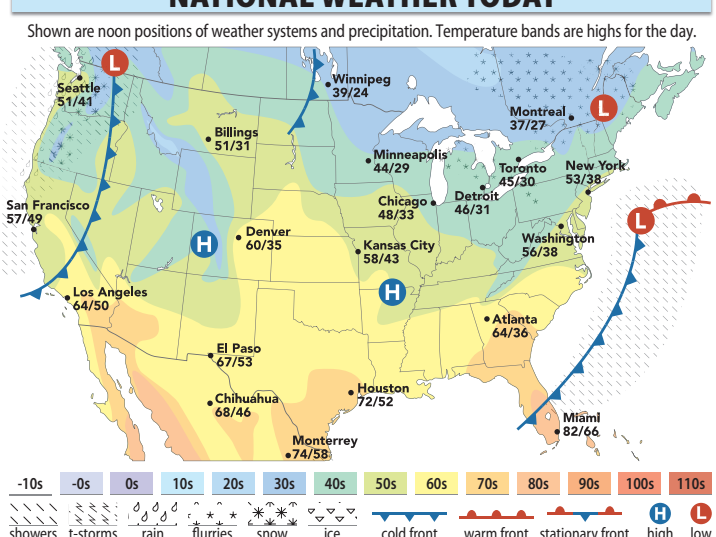 NATIONAL WEATHER TODAY
Shown are noon positions of weather systems and precipitation. Temperature bands are highs for the day.
L
Seattle
51/41
Winnipeg
39/24
Montreal
37/27
L
Billings
51/31
Minneapolis
44/29
Toronto
45/30
New York
53/38
San Francisco
57/49
Chicago
48/33
Detroit
46/31
H
Denver
60/35
Kansas City
58/43
Washington
56/38
L
H
Los Angeles
64/50
Atlanta
64/36
El Paso
67/53
Chihuahua
68/46
Houston
72/52
Miami
82/66
Monterrey
74/58
-10s -0s 0s 10s 20s 30s 40s 50s 60s 70s 80s 90s 100s 110s
H L
showers t-storms rain flurries snow ice cold front warm front stationary front high low